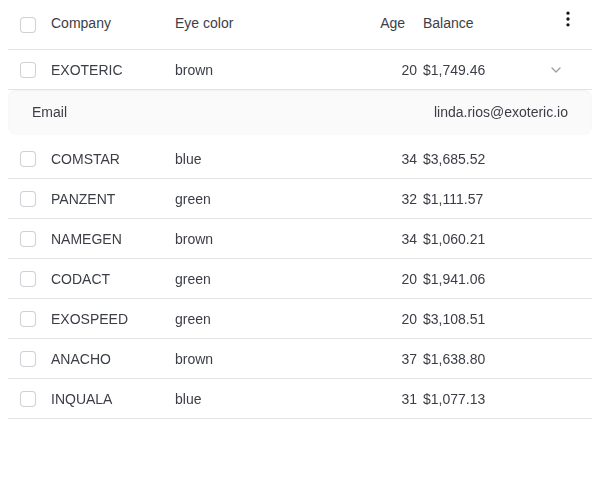 Company Eye color Age Balance
EXOTERIC brown 20 $1,749.46
Email linda.rios@exoteric.io
COMSTAR blue 34 $3,685.52
PANZENT green 32 $1,111.57
NAMEGEN brown 34 $1,060.21
CODACT green 20 $1,941.06
EXOSPEED green 20 $3,108.51
ANACHO brown 37 $1,638.80
INQUALA blue 31 $1,077.13